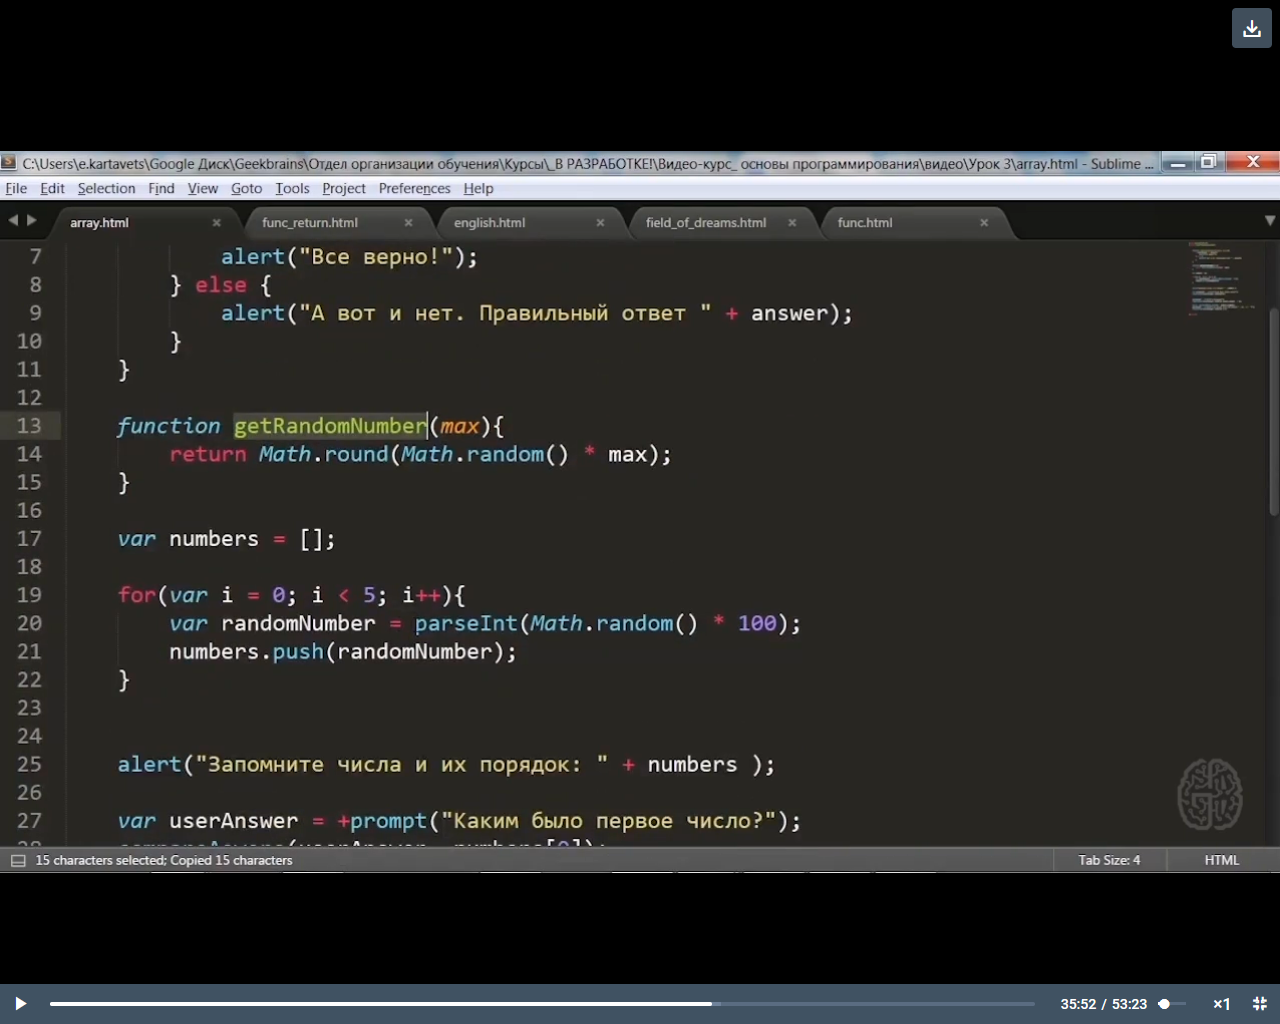 C:\Users\e.kartavets\Google Диск\Geekbrains\Отдел организации обучения\Курсы\_В РАЗРАБОТКЕ!\Видео-курс_ основы программирования\видео\Урок 3\array.html - Sublime ...
File Edit Selection Find View Goto Tools Project Preferences Help
array.html × func_return.html × english.html × field_of_dreams.html × func.html ×
7 alert("Все верно!");
8 } else {
9 alert("А вот и нет. Правильный ответ " + answer);
10 }
11 }
12
13 function getRandomNumber(max){
14 return Math.round(Math.random() * max);
15 }
16
17 var numbers = [];
18
19 for(var i = 0; i < 5; i++){
20 var randomNumber = parseInt(Math.random() * 100);
21 numbers.push(randomNumber);
22 }
23
24
25 alert("Запомните числа и их порядок: " + numbers );
26
27 var userAnswer = +prompt("Каким было первое число?");
15 characters selected; Copied 15 characters Tab Size: 4 HTML
35:52 / 53:23 ×1